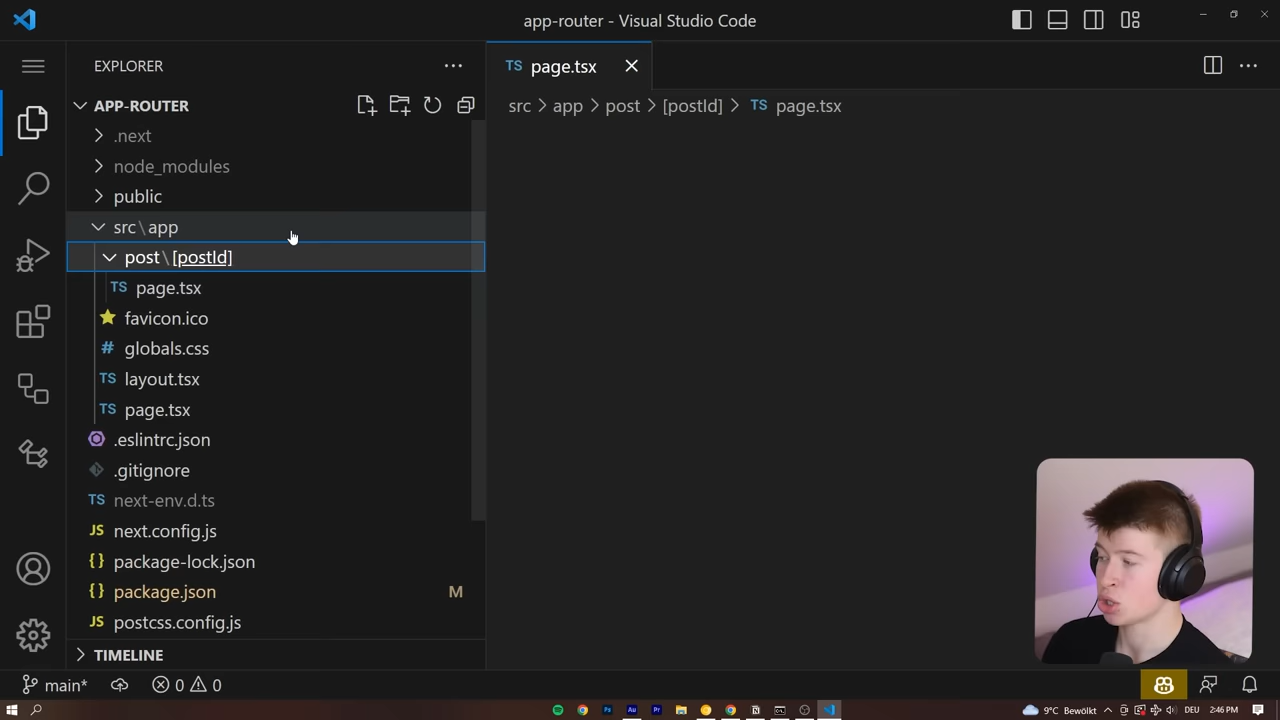 app-router - Visual Studio Code
EXPLORER
APP-ROUTER
.next
node_modules
public
src\app
post\[postId]
TS page.tsx
favicon.ico
# globals.css
TS layout.tsx
TS page.tsx
.eslintrc.json
.gitignore
TS next-env.d.ts
JS next.config.js
{} package-lock.json
{} package.json M
JS postcss.config.js
TIMELINE
TS page.tsx
src > app > post > [postId] > TS page.tsx
main* 0 0
Ps Au Pr 9°C Bewölkt DEU 2:46 PM